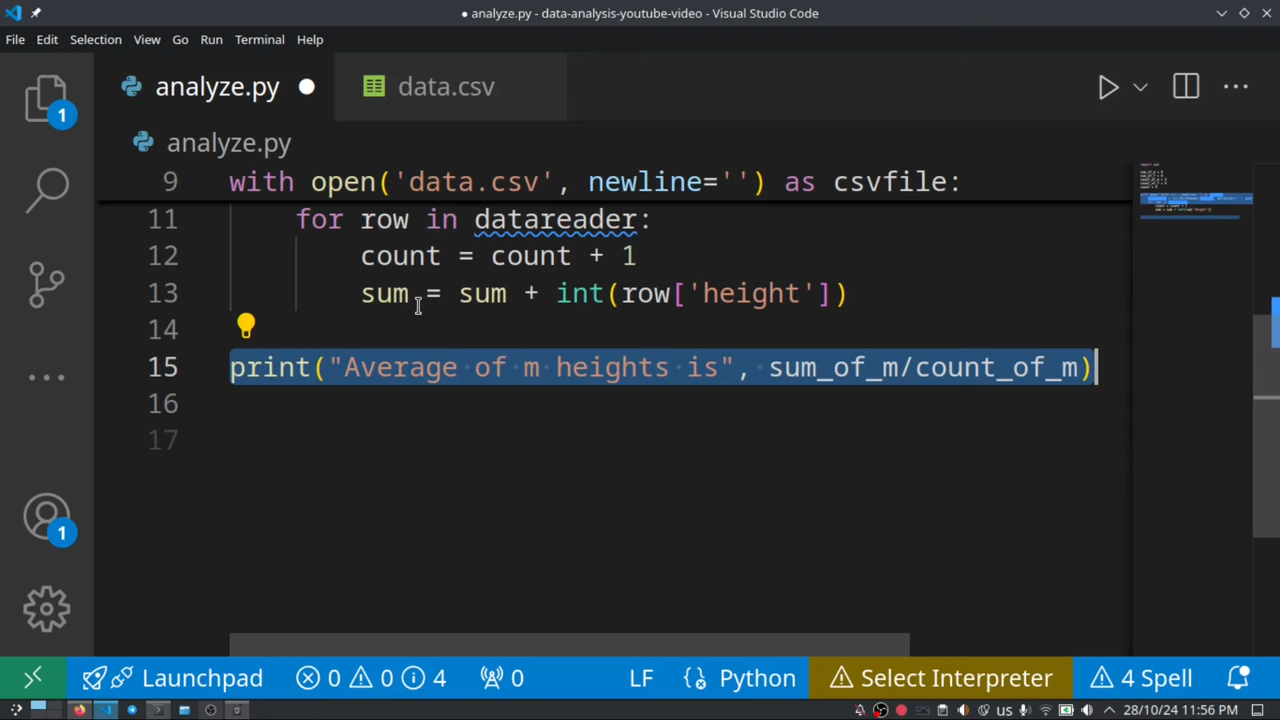 ● analyze.py - data-analysis-youtube-video - Visual Studio Code
File Edit Selection View Go Run Terminal Help
analyze.py data.csv
1
analyze.py
9 with open('data.csv', newline='') as csvfile:
11 for row in datareader:
12 count = count + 1
13 sum = sum + int(row['height'])
14
15 print("Average of m heights is", sum_of_m/count_of_m)
16
17
1
Launchpad 0 0 4 0 LF Python Select Interpreter 4 Spell
us 28/10/24 11:56 PM